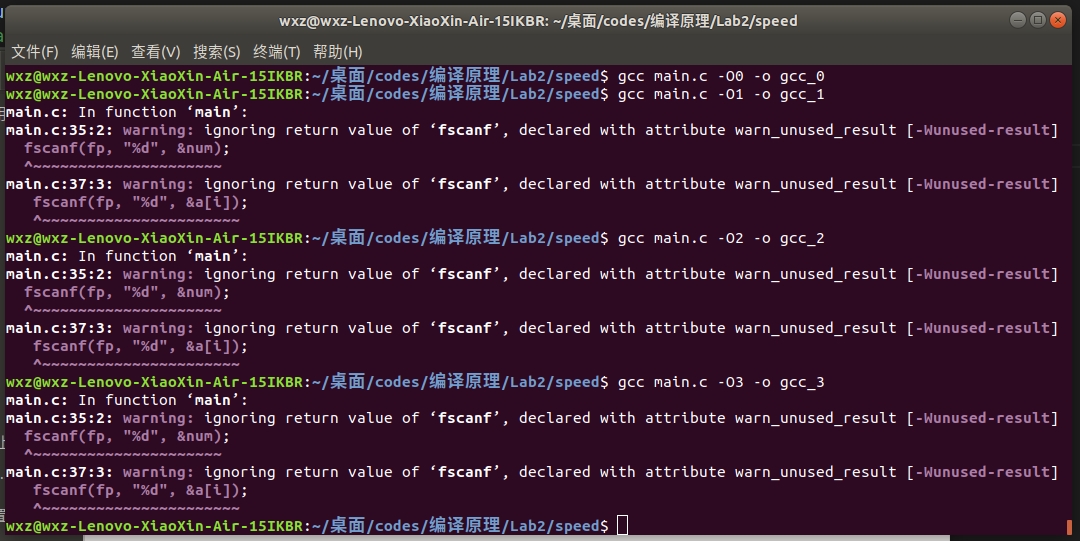 wxz@wxz-Lenovo-XiaoXin-Air-15IKBR: ~/桌面/codes/编译原理/Lab2/speed
文件(F) 编辑(E) 查看(V) 搜索(S) 终端(T) 帮助(H)
wxz@wxz-Lenovo-XiaoXin-Air-15IKBR:~/桌面/codes/编译原理/Lab2/speed$ gcc main.c -O0 -o gcc_0
wxz@wxz-Lenovo-XiaoXin-Air-15IKBR:~/桌面/codes/编译原理/Lab2/speed$ gcc main.c -O1 -o gcc_1
main.c: In function ‘main’:
main.c:35:2: warning: ignoring return value of ‘fscanf’, declared with attribute warn_unused_result [-Wunused-result]
  fscanf(fp, "%d", &num);
  ^~~~~~~~~~~~~~~~~~~~~~
main.c:37:3: warning: ignoring return value of ‘fscanf’, declared with attribute warn_unused_result [-Wunused-result]
   fscanf(fp, "%d", &a[i]);
   ^~~~~~~~~~~~~~~~~~~~~~~
wxz@wxz-Lenovo-XiaoXin-Air-15IKBR:~/桌面/codes/编译原理/Lab2/speed$ gcc main.c -O2 -o gcc_2
main.c: In function ‘main’:
main.c:35:2: warning: ignoring return value of ‘fscanf’, declared with attribute warn_unused_result [-Wunused-result]
  fscanf(fp, "%d", &num);
  ^~~~~~~~~~~~~~~~~~~~~~
main.c:37:3: warning: ignoring return value of ‘fscanf’, declared with attribute warn_unused_result [-Wunused-result]
   fscanf(fp, "%d", &a[i]);
   ^~~~~~~~~~~~~~~~~~~~~~~
wxz@wxz-Lenovo-XiaoXin-Air-15IKBR:~/桌面/codes/编译原理/Lab2/speed$ gcc main.c -O3 -o gcc_3
main.c: In function ‘main’:
main.c:35:2: warning: ignoring return value of ‘fscanf’, declared with attribute warn_unused_result [-Wunused-result]
  fscanf(fp, "%d", &num);
  ^~~~~~~~~~~~~~~~~~~~~~
main.c:37:3: warning: ignoring return value of ‘fscanf’, declared with attribute warn_unused_result [-Wunused-result]
   fscanf(fp, "%d", &a[i]);
   ^~~~~~~~~~~~~~~~~~~~~~~
wxz@wxz-Lenovo-XiaoXin-Air-15IKBR:~/桌面/codes/编译原理/Lab2/speed$